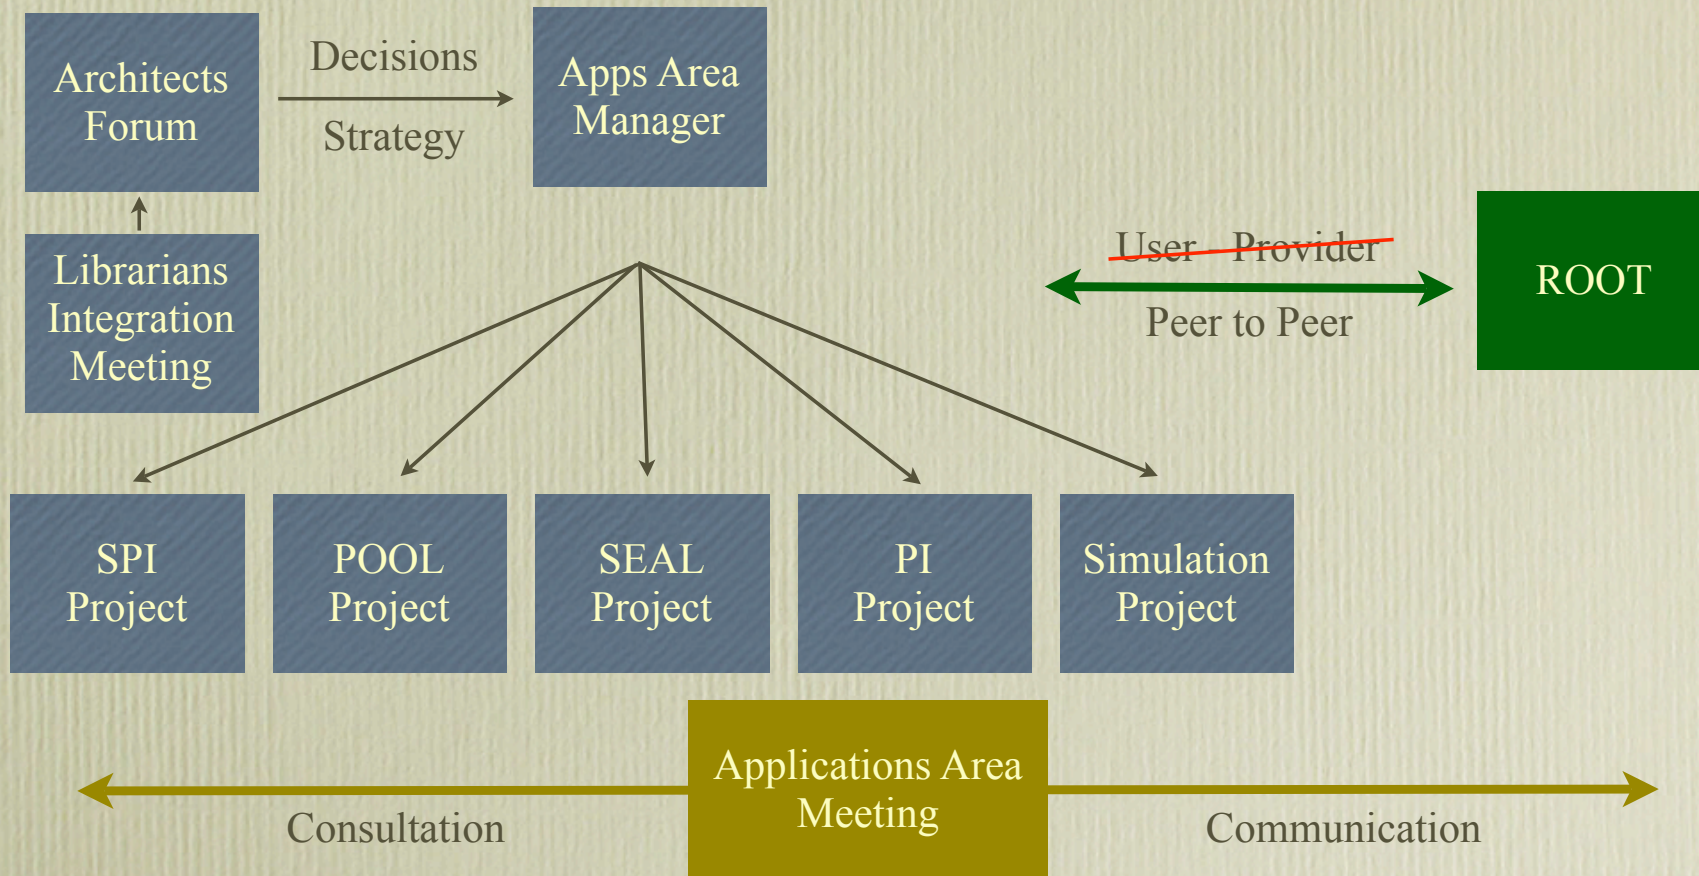 Architects
Forum
Decisions
Strategy
Apps Area
Manager
Librarians
Integration
Meeting
User - Provider
Peer to Peer
ROOT
SPI
Project
POOL
Project
SEAL
Project
PI
Project
Simulation
Project
Applications Area
Meeting
Consultation
Communication